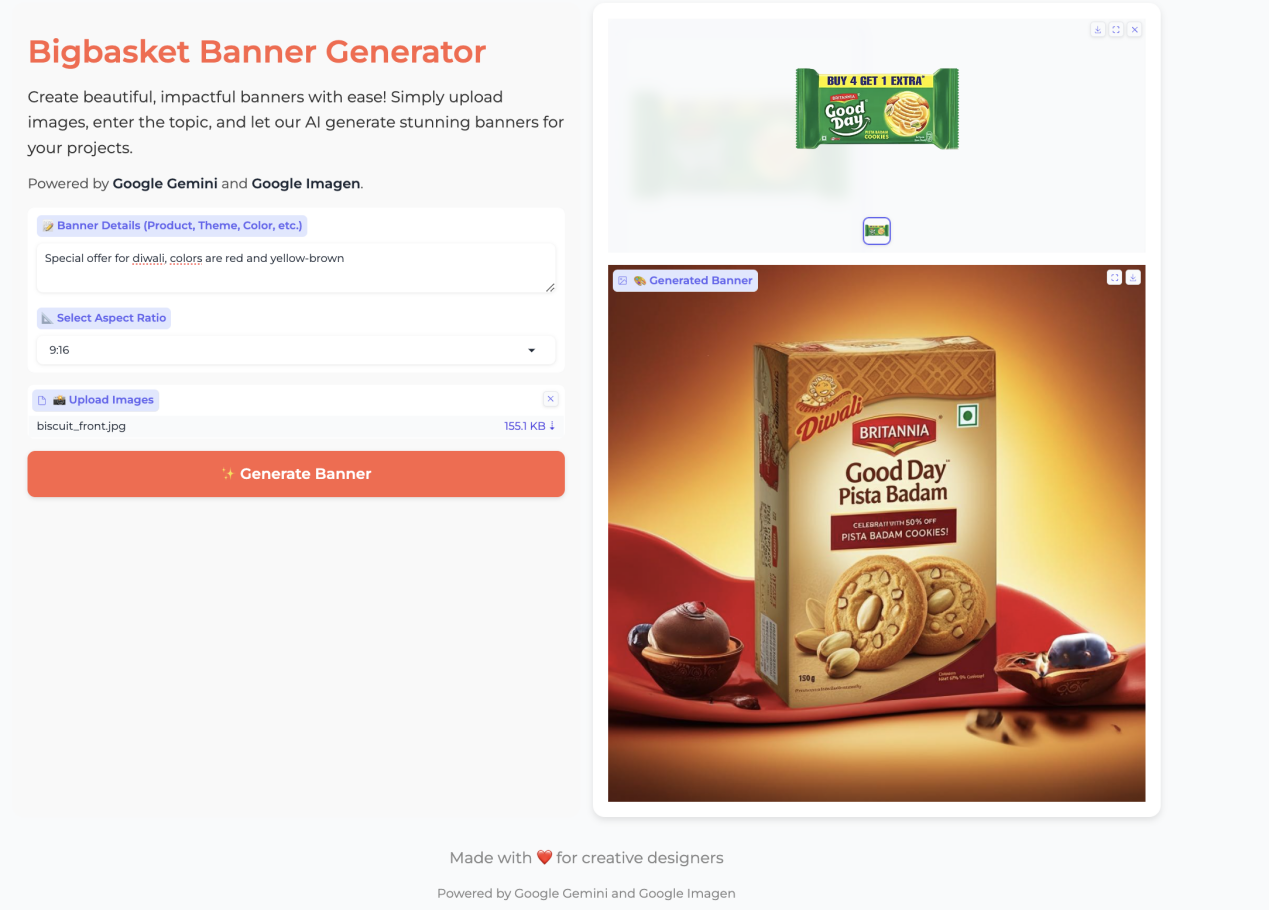 Bigbasket Banner Generator
Create beautiful, impactful banners with ease! Simply upload
images, enter the topic, and let our AI generate stunning banners for
your projects.
Powered by Google Gemini and Google Imagen.
Banner Details (Product, Theme, Color, etc.)
Special offer for diwali, colors are red and yellow-brown
Select Aspect Ratio
9:16
Upload Images
biscuit_front.jpg
155.1 KB ↓
✨ Generate Banner
BUY 4 GET 1 EXTRA*
BRITANNIA
Good
Day
PISTA BADAM
COOKIES
Generated Banner
Diwali
BRITANNIA
Good Day™
Pista Badam
50% OFF
PISTA BADAM COOKIES!
150g
Made with ❤️ for creative designers
Powered by Google Gemini and Google Imagen